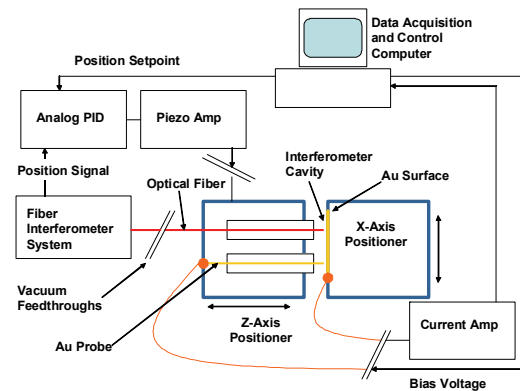 Data Acquisition
and Control
Computer
Position Setpoint
Analog PID
Piezo Amp
Interferometer
Cavity
Au Surface
Position Signal
Optical Fiber
Fiber
Interferometer
System
X-Axis
Positioner
Vacuum
Feedthroughs
Au Probe
Z-Axis
Positioner
Current Amp
Bias Voltage